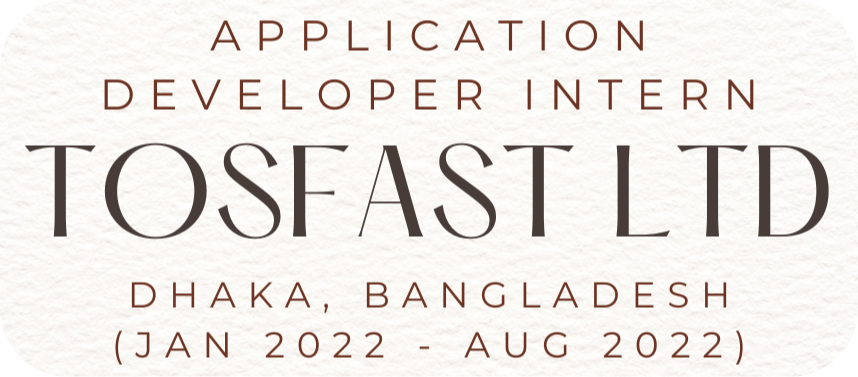 APPLICATION
DEVELOPER INTERN
TOSFAST LTD
DHAKA, BANGLADESH
(JAN 2022 - AUG 2022)